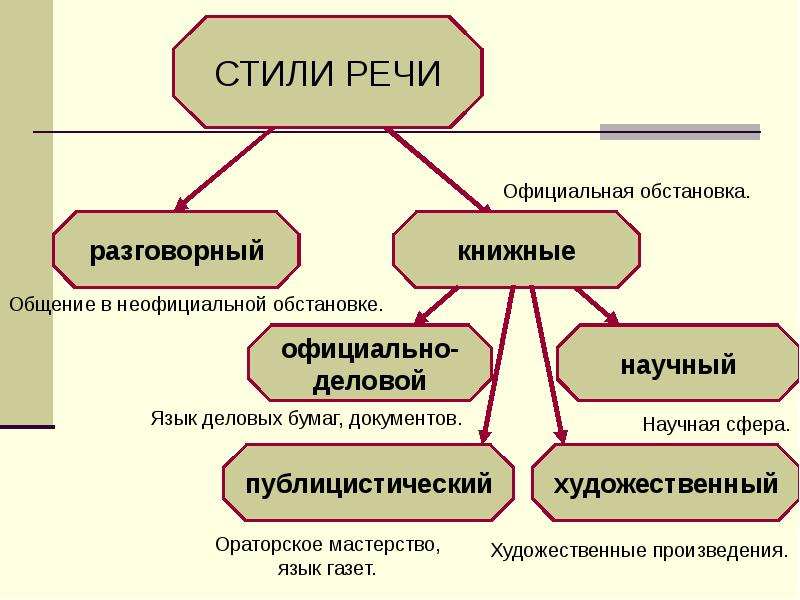 СТИЛИ РЕЧИ
Официальная обстановка.
разговорный
книжные
Общение в неофициальной обстановке.
официально-
деловой
научный
Язык деловых бумаг, документов.
Научная сфера.
публицистический
художественный
Ораторское мастерство,
язык газет.
Художественные произведения.